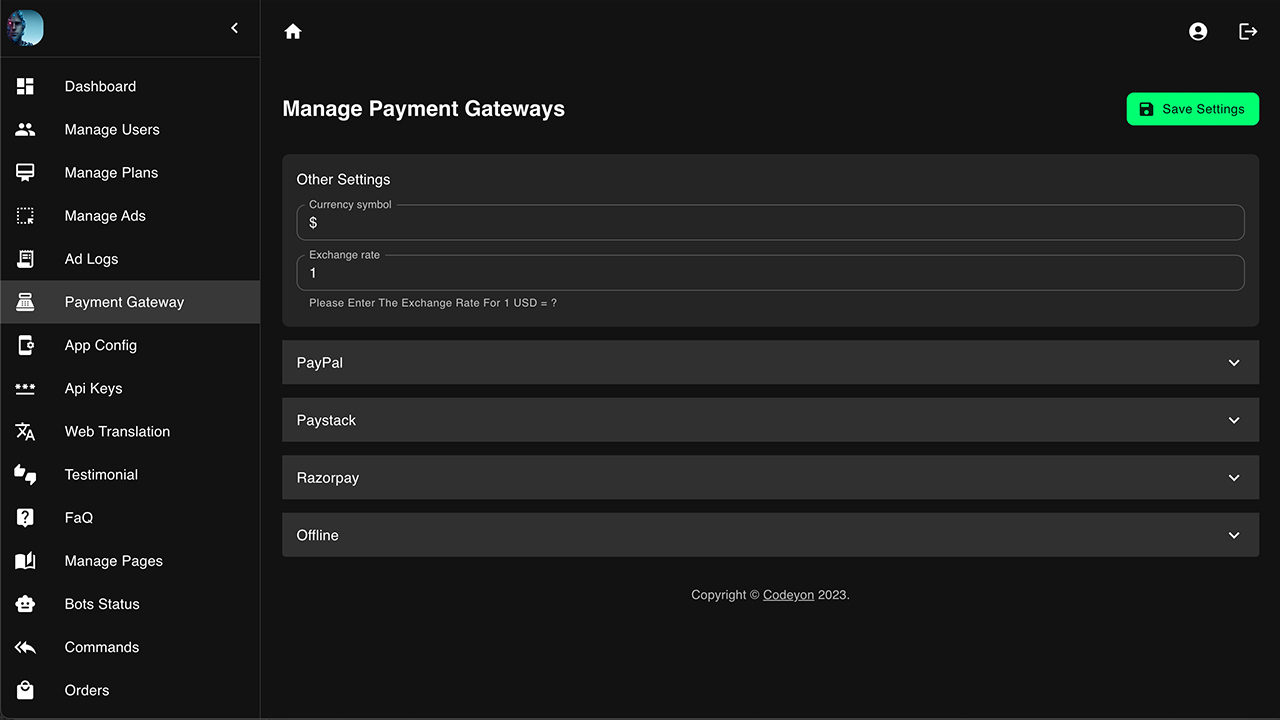 Dashboard
Manage Users
Manage Plans
Manage Ads
Ad Logs
Payment Gateway
App Config
Api Keys
Web Translation
Testimonial
FaQ
Manage Pages
Bots Status
Commands
Orders
Manage Payment Gateways
Save Settings
Other Settings
Currency symbol
$
Exchange rate
1
Please Enter The Exchange Rate For 1 USD = ?
PayPal
Paystack
Razorpay
Offline
Copyright © Codeyon 2023.